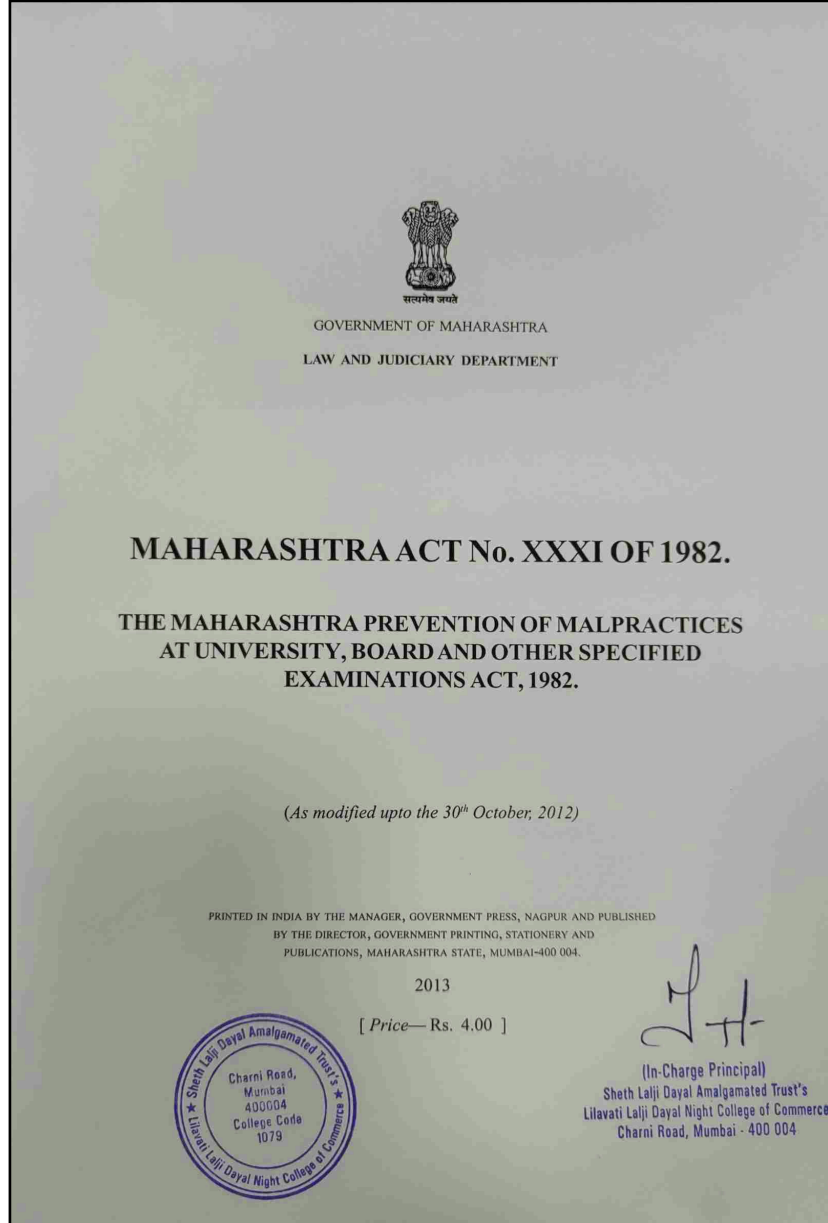 सत्यमेव जयते
GOVERNMENT OF MAHARASHTRA
LAW AND JUDICIARY DEPARTMENT
MAHARASHTRA ACT No. XXXI OF 1982.
THE MAHARASHTRA PREVENTION OF MALPRACTICES
AT UNIVERSITY, BOARD AND OTHER SPECIFIED
EXAMINATIONS ACT, 1982.
(As modified upto the 30th October, 2012)
PRINTED IN INDIA BY THE MANAGER, GOVERNMENT PRESS, NAGPUR AND PUBLISHED
BY THE DIRECTOR, GOVERNMENT PRINTING, STATIONERY AND
PUBLICATIONS, MAHARASHTRA STATE, MUMBAI-400 004.
2013
[ Price— Rs. 4.00 ]
★ Sheth Lalji Dayal Amalgamated Trust's ★
Lilavati Lalji Dayal Night College of Commerce
Charni Road,
Mumbai
400004
College Code
1079
(In-Charge Principal)
Sheth Lalji Dayal Amalgamated Trust's
Lilavati Lalji Dayal Night College of Commerce
Charni Road, Mumbai - 400 004